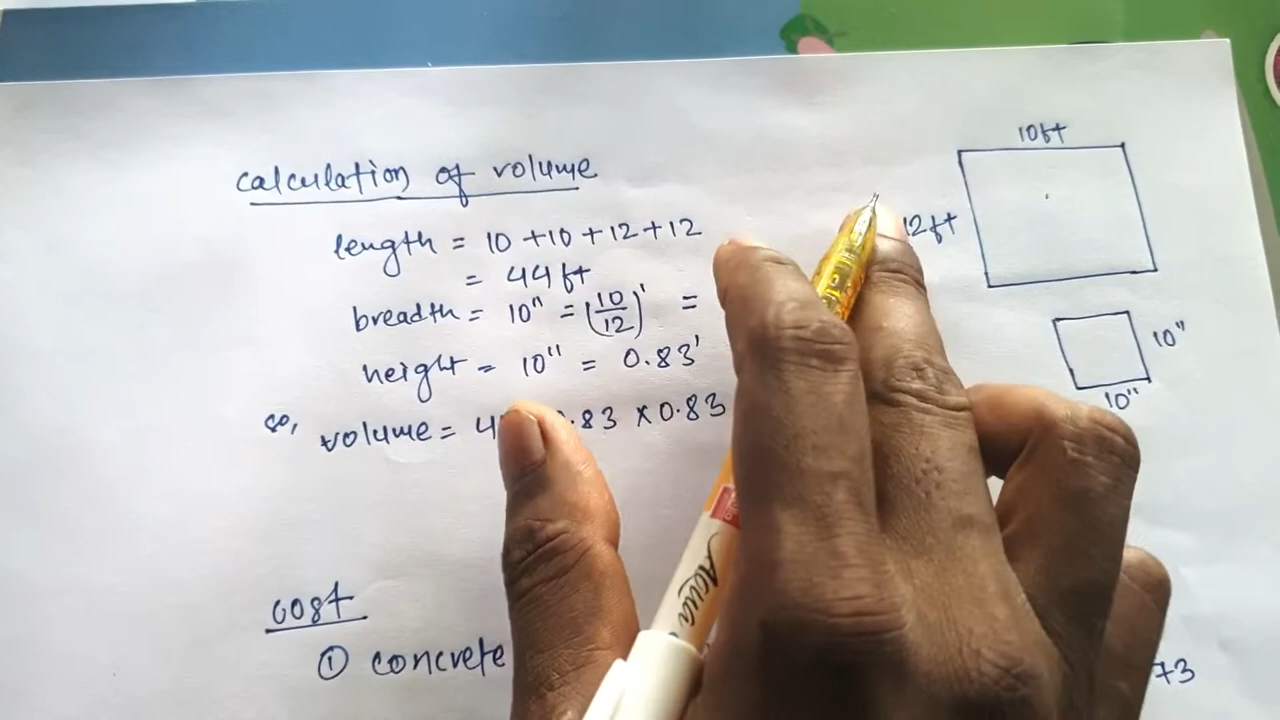 calculation of volume
length = 10 + 10 + 12 + 12
= 44 ft
breadth = 10" = (10/12)' =
height = 10" = 0.83'
so, volume = 4 .83 × 0.83
cost
① concrete
73
10ft
12ft
10"
10"